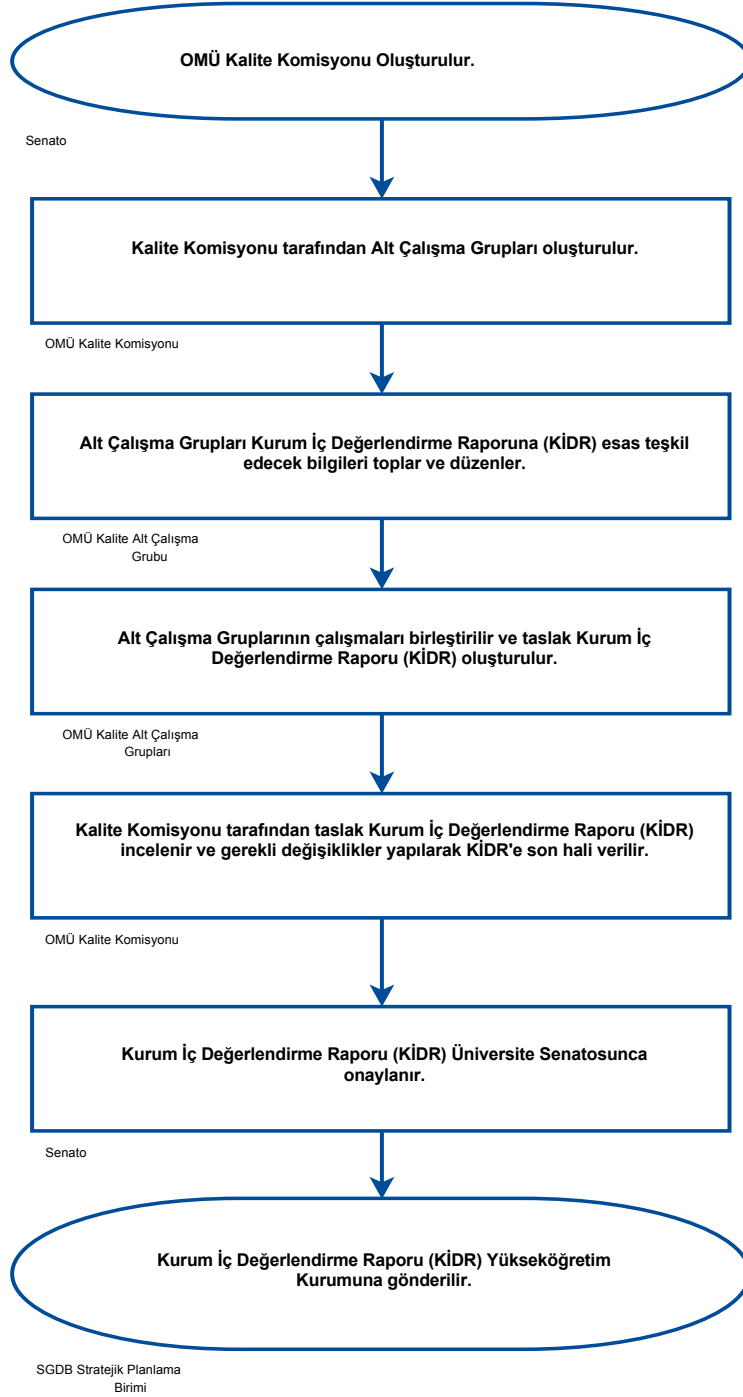 OMÜ Kalite Komisyonu Oluşturulur.
Senato
Kalite Komisyonu tarafından Alt Çalışma Grupları oluşturulur.
OMÜ Kalite Komisyonu
Alt Çalışma Grupları Kurum İç Değerlendirme Raporuna (KİDR) esas teşkil
edecek bilgileri toplar ve düzenler.
OMÜ Kalite Alt Çalışma
Grubu
Alt Çalışma Gruplarının çalışmaları birleştirilir ve taslak Kurum İç
Değerlendirme Raporu (KİDR) oluşturulur.
OMÜ Kalite Alt Çalışma
Grupları
Kalite Komisyonu tarafından taslak Kurum İç Değerlendirme Raporu (KİDR)
incelenir ve gerekli değişiklikler yapılarak KİDR'e son hali verilir.
OMÜ Kalite Komisyonu
Kurum İç Değerlendirme Raporu (KİDR) Üniversite Senatosunca
onaylanır.
Senato
Kurum İç Değerlendirme Raporu (KİDR) Yükseköğretim
Kurumuna gönderilir.
SGDB Stratejik Planlama
Birimi